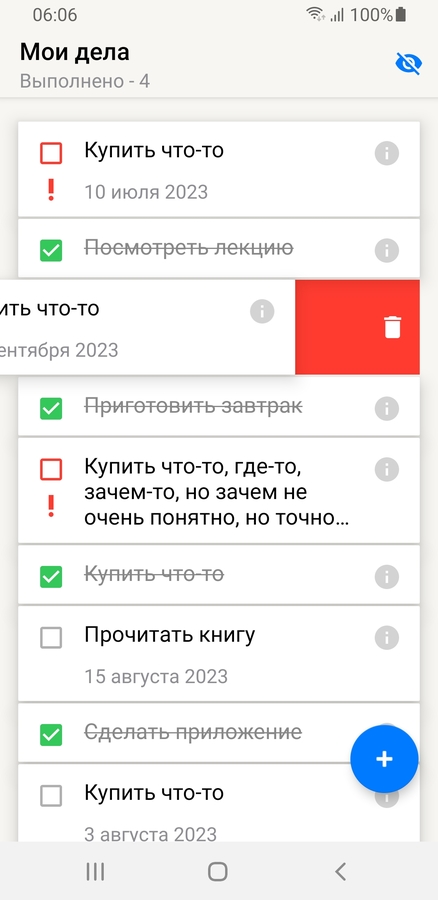 06:06
100%
Мои дела
Выполнено - 4
Купить что-то
10 июля 2023
Посмотреть лекцию
ить что-то
ентября 2023
Приготовить завтрак
Купить что-то, где-то,
зачем-то, но зачем не
очень понятно, но точно...
Купить что-то
Прочитать книгу
15 августа 2023
Сделать приложение
Купить что-то
3 августа 2023